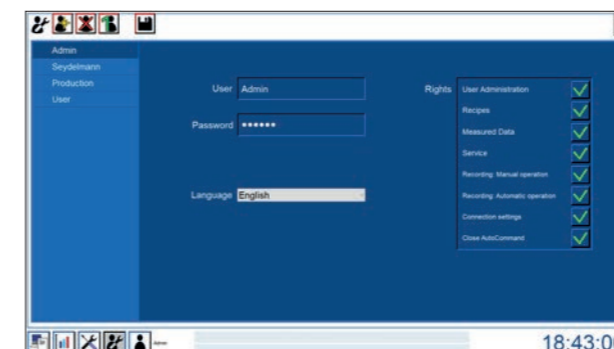 Admin
Seydelmann
Production
User
User Admin
Password ••••••
Language English
Rights
User Administration
Recipes
Measured Data
Service
Recording: Manual operation
Recording: Automatic operation
Connection settings
Close AutoCommand
Admin
18:43:0